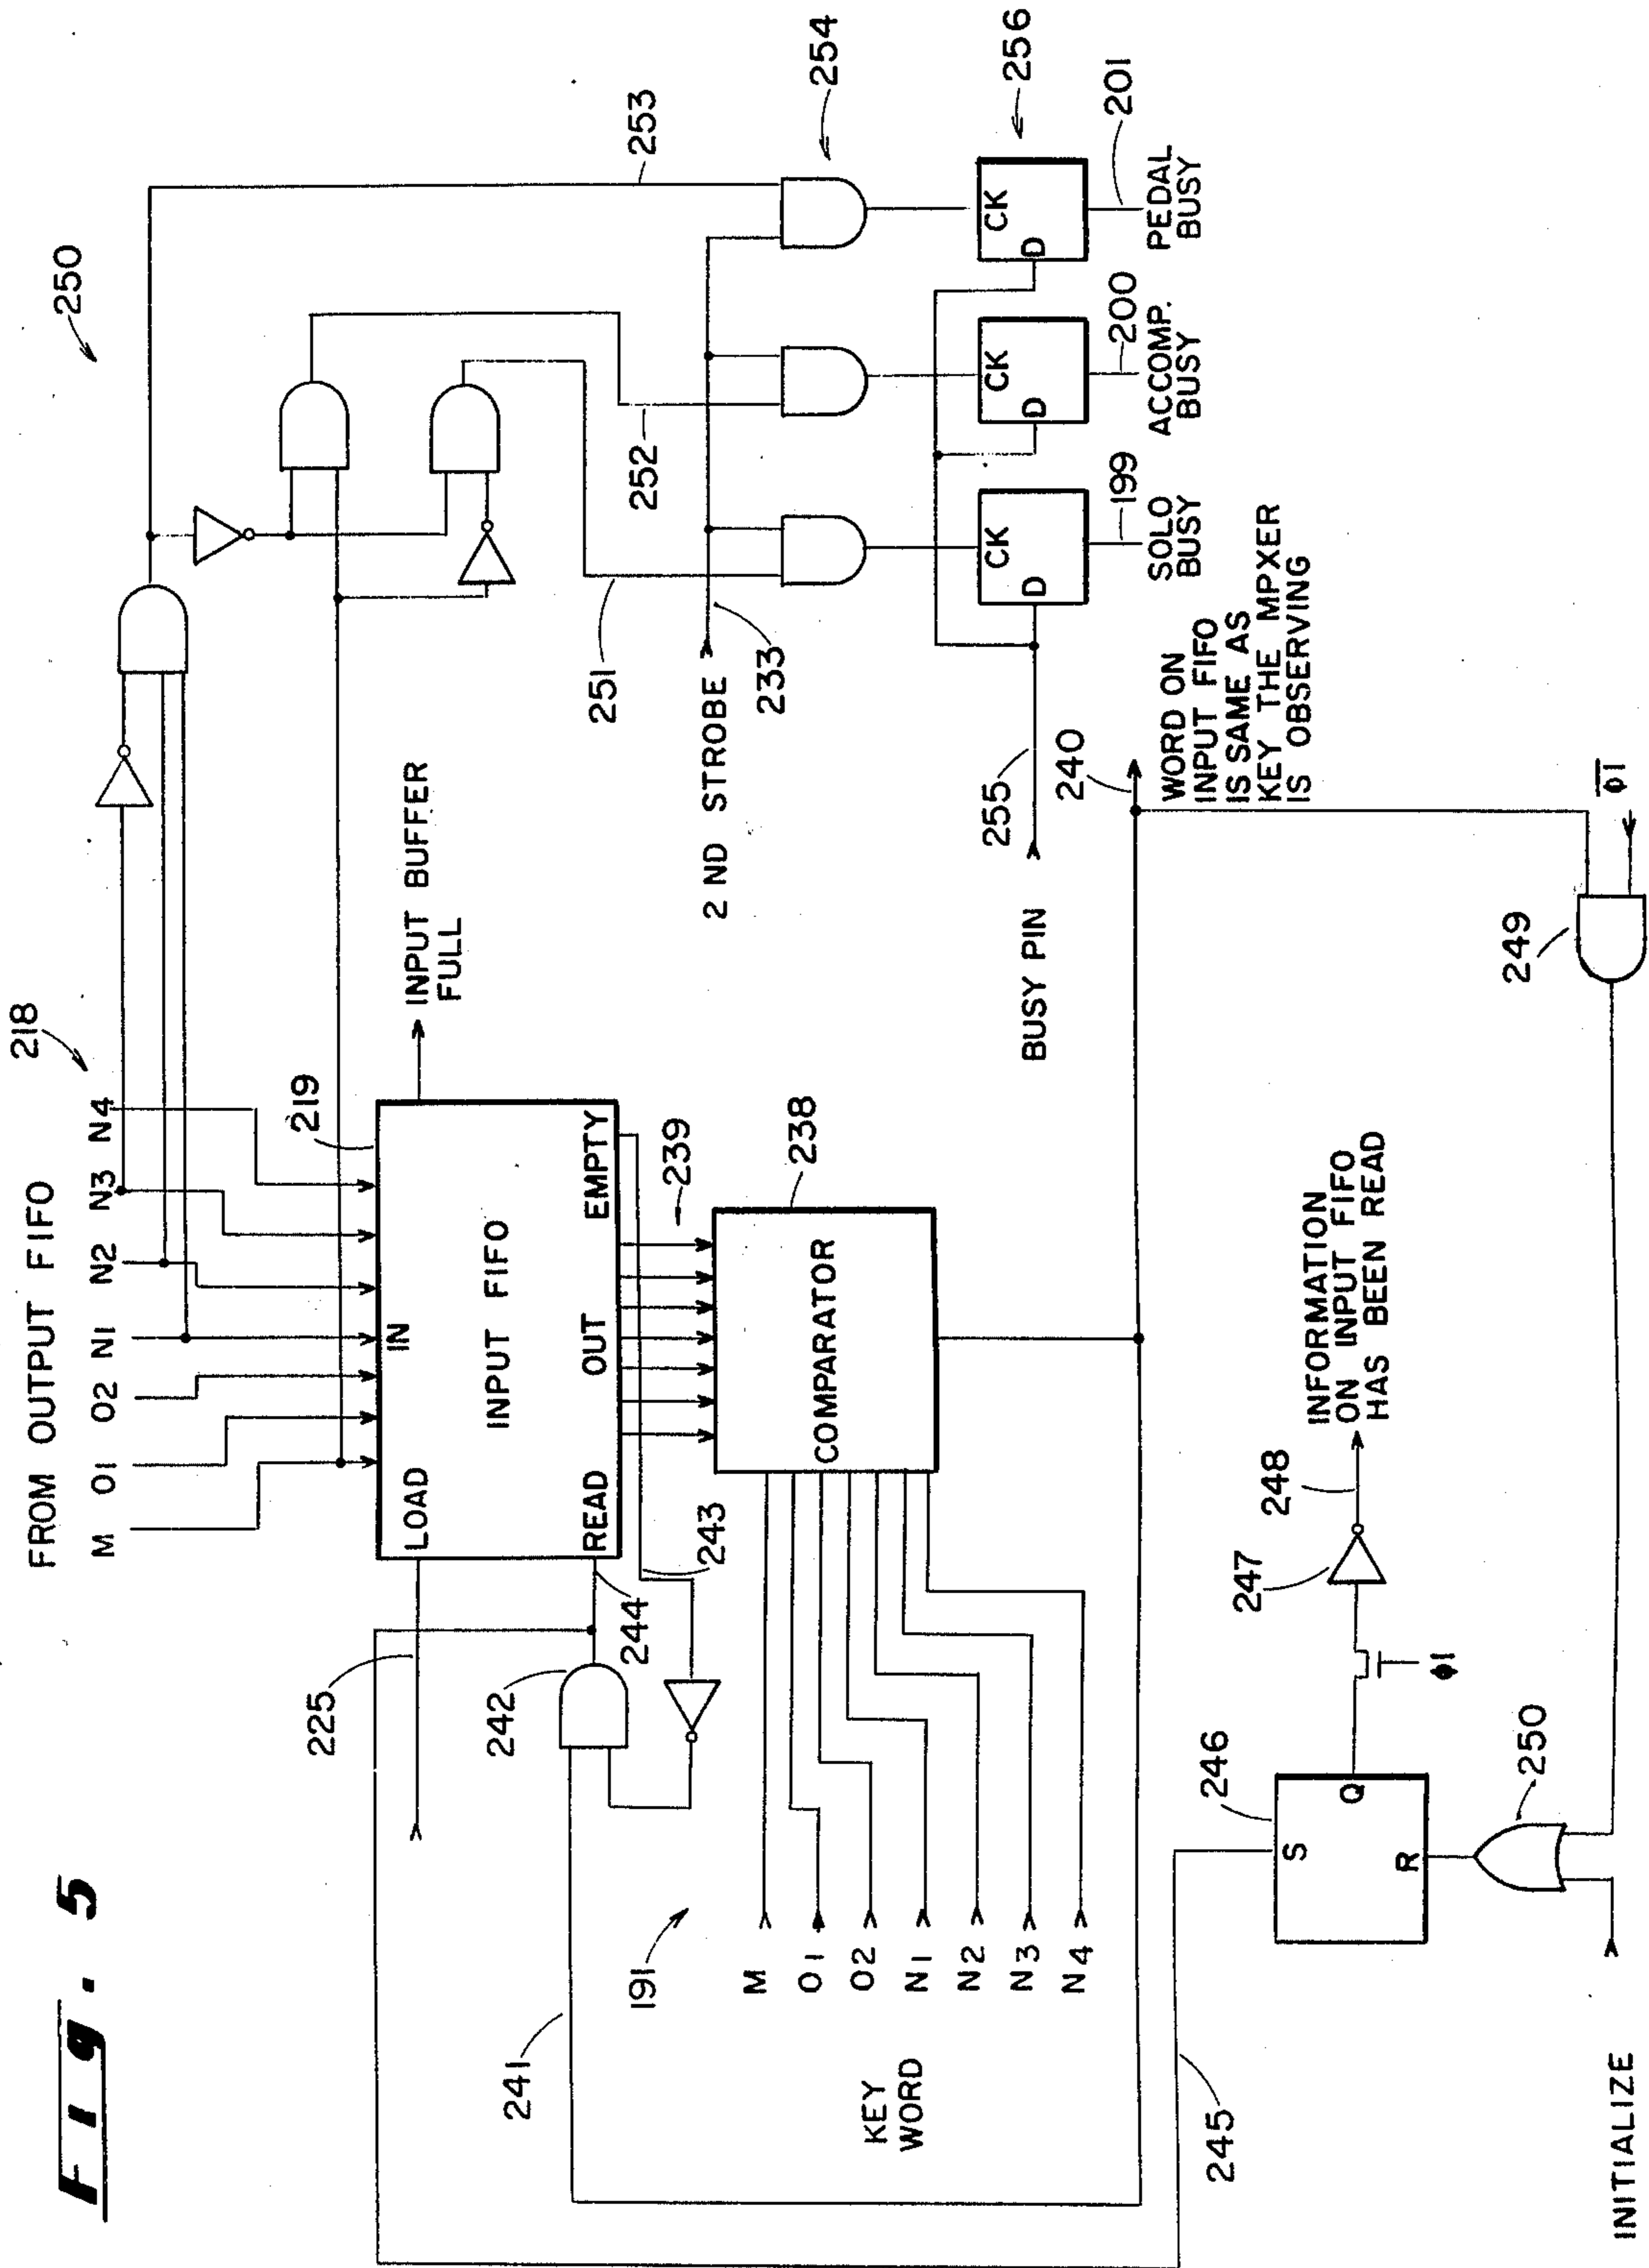 Fig. 5
FROM OUTPUT FIFO
M O1 O2 N1 N2 N3 N4
218
219
225
LOAD
IN
INPUT FIFO
READ
OUT
EMPTY
INPUT BUFFER
FULL
241
242
244
243
239
238
COMPARATOR
191
M
O1
O2
N1
N2
N3
N4
KEY
WORD
250
253
252
251
2 ND STROBE
233
254
256
CK
D
CK
D
CK
D
199
200
201
SOLO
BUSY
ACCOMP.
BUSY
PEDAL
BUSY
BUSY PIN
255
240
WORD ON
INPUT FIFO
IS SAME AS
KEY THE MPXER
IS OBSERVING
245
246
S
Q
R
247
248
INFORMATION
ON INPUT FIFO
HAS BEEN READ
ϕ1
250
249
ϕ1̅
INITIALIZE